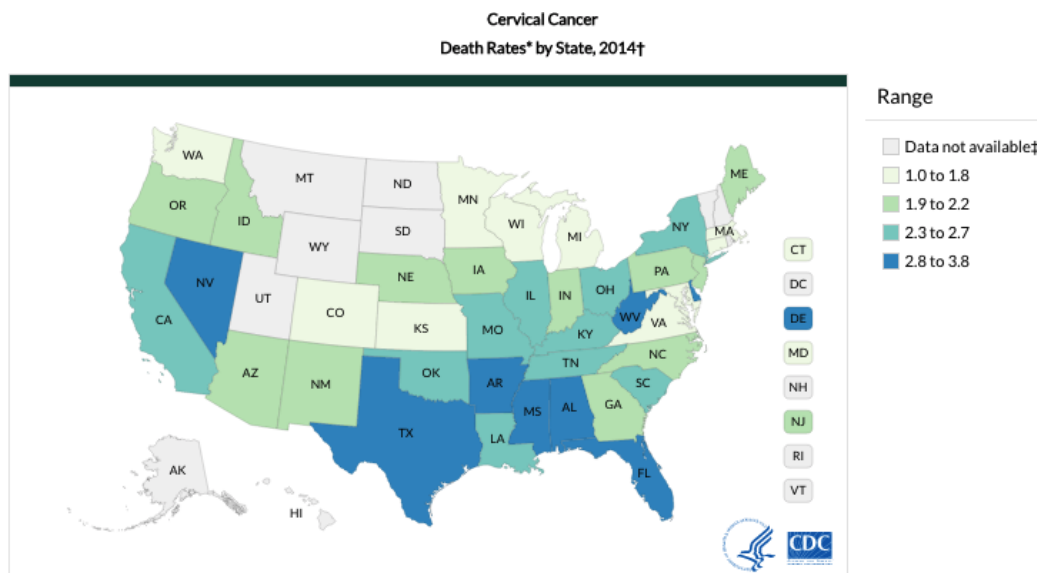 Cervical Cancer
Death Rates* by State, 2014†
Range
Data not available‡
1.0 to 1.8
1.9 to 2.2
2.3 to 2.7
2.8 to 3.8
WA
MT
ND
MN
ME
OR
ID
SD
WI
MI
NY
MA
WY
NE
IA
PA
NV
UT
CO
KS
IL
IN
OH
WV
VA
CA
MO
KY
AZ
NM
OK
AR
TN
NC
SC
TX
LA
MS
AL
GA
FL
AK
HI
CT
DC
DE
MD
NH
NJ
RI
VT
CDC